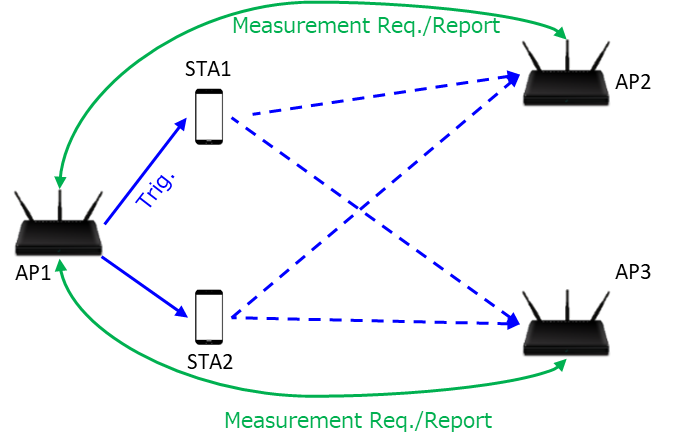 Measurement Req./Report
STA1
AP2
Trig.
AP1
AP3
STA2
Measurement Req./Report